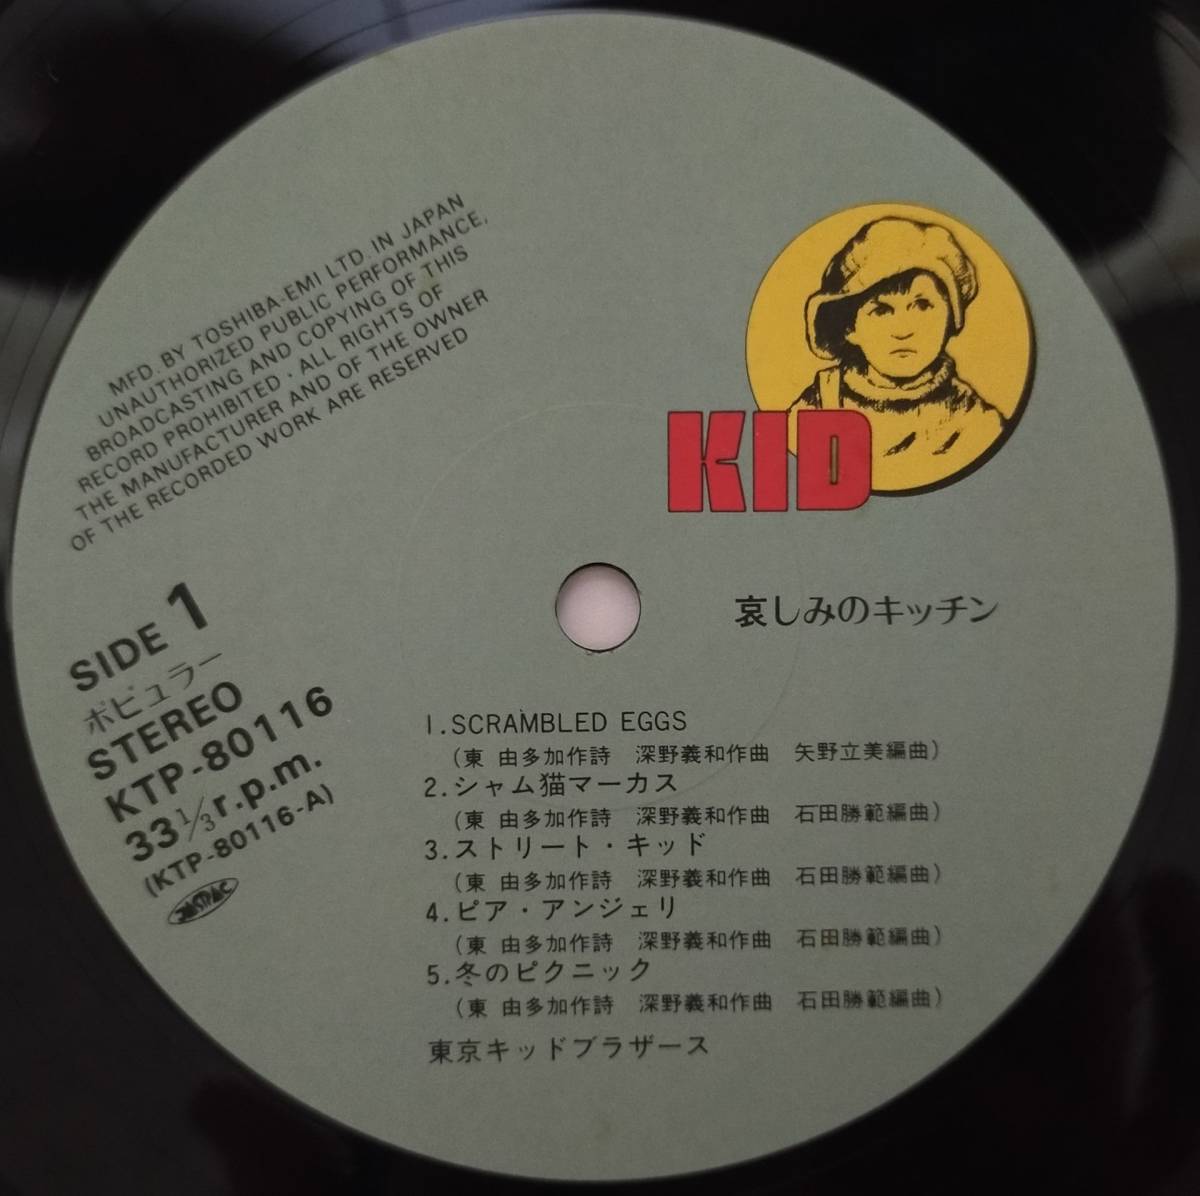 MFD. BY TOSHIBA-EMI LTD. IN JAPAN
UNAUTHORIZED PUBLIC PERFORMANCE,
BROADCASTING AND COPYING OF THIS
RECORD PROHIBITED · ALL RIGHTS OF
THE MANUFACTURER AND OF THE OWNER
OF THE RECORDED WORK ARE RESERVED
KID
哀しみのキッチン
SIDE 1
ポピュラー
STEREO
KTP-80116
33 1/3 r.p.m.
(KTP-80116-A)
JASRAC
1.SCRAMBLED EGGS
(東 由多加作詩 深野義和作曲 矢野立美編曲)
2.シャム猫マーカス
(東 由多加作詩 深野義和作曲 石田勝範編曲)
3.ストリート・キッド
(東 由多加作詩 深野義和作曲 石田勝範編曲)
4.ピア・アンジェリ
(東 由多加作詩 深野義和作曲 石田勝範編曲)
5.冬のピクニック
(東 由多加作詩 深野義和作曲 石田勝範編曲)
東京キッドブラザース